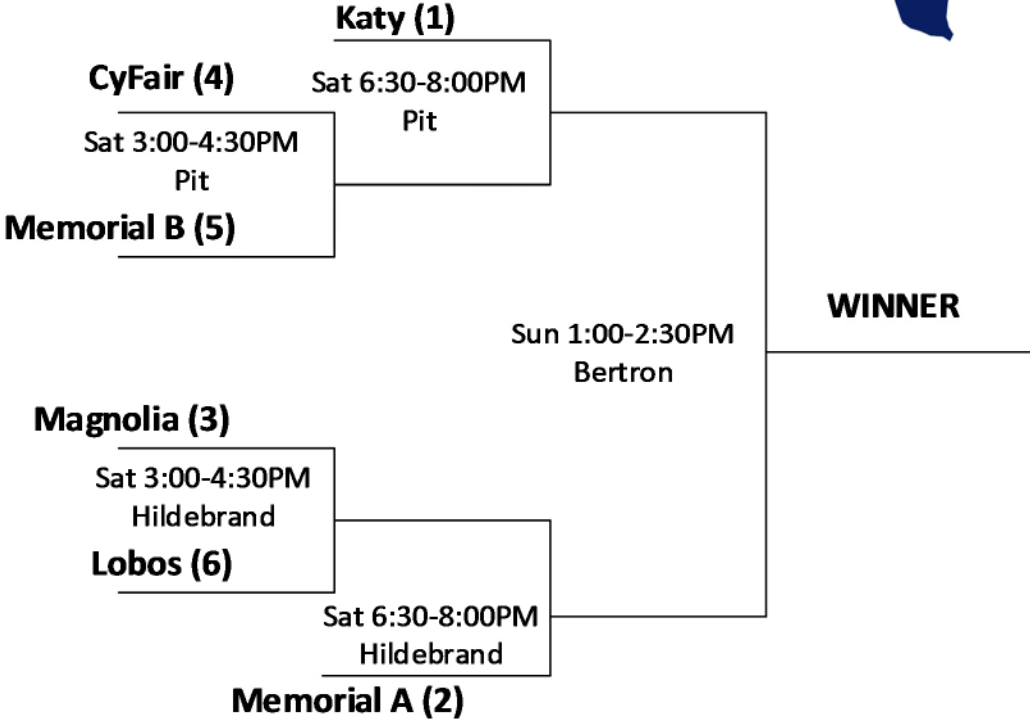 Katy (1)
CyFair (4)
Sat 6:30-8:00PM
Pit
Sat 3:00-4:30PM
Pit
Memorial B (5)
WINNER
Sun 1:00-2:30PM
Bertron
Magnolia (3)
Sat 3:00-4:30PM
Hildebrand
Lobos (6)
Sat 6:30-8:00PM
Hildebrand
Memorial A (2)